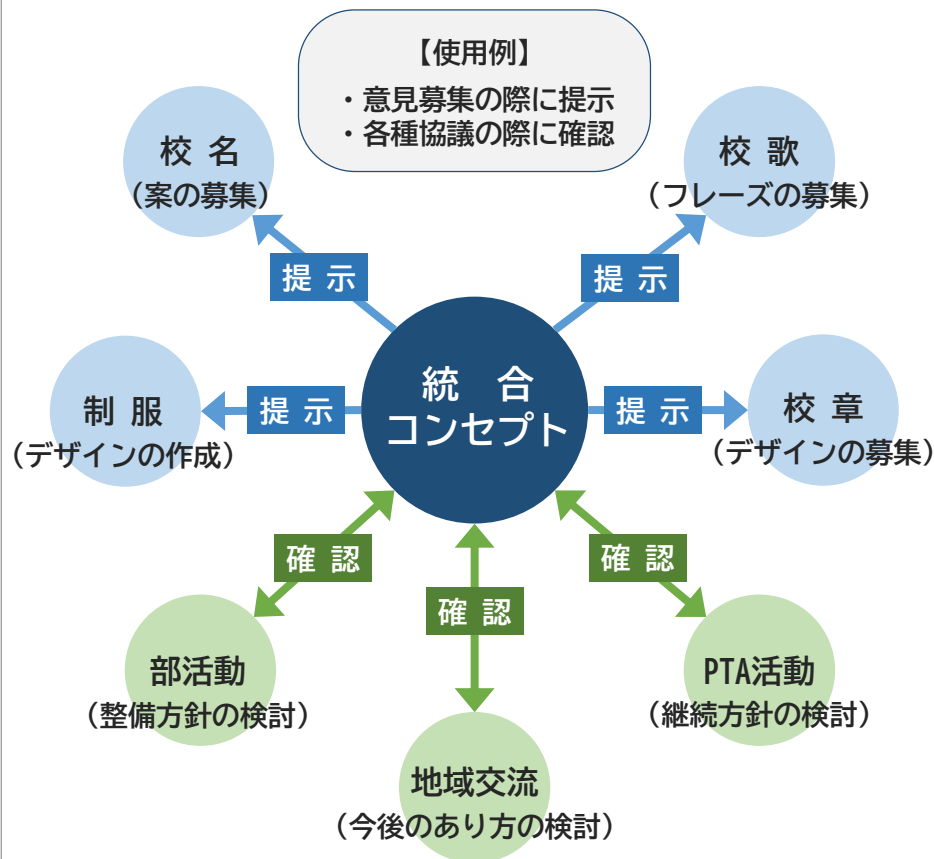 【使用例】
・意見募集の際に提示
・各種協議の際に確認
校 名
（案の募集）
校 歌
（フレーズの募集）
提 示
提 示
統　合
コンセプト
制 服
（デザインの作成）
提 示
提 示
校 章
（デザインの募集）
確 認
確 認
確 認
部活動
（整備方針の検討）
PTA活動
（継続方針の検討）
地域交流
（今後のあり方の検討）